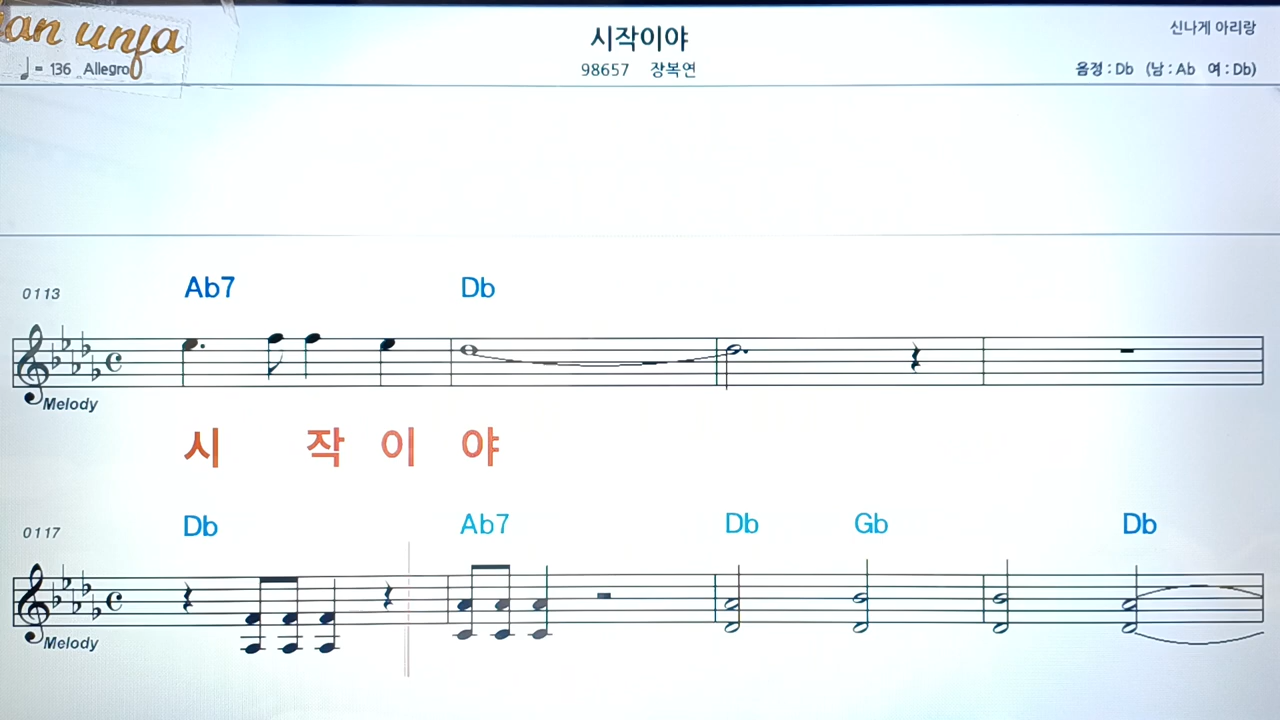 an unfa
시작이야
신나게 아리랑
♩= 136 Allegro
98657 장복연
음정 : Db (남 : Ab 여 : Db)
Ab7 Db
0113
Melody
시 작 이 야
Db Ab7 Db Gb Db
0117
Melody